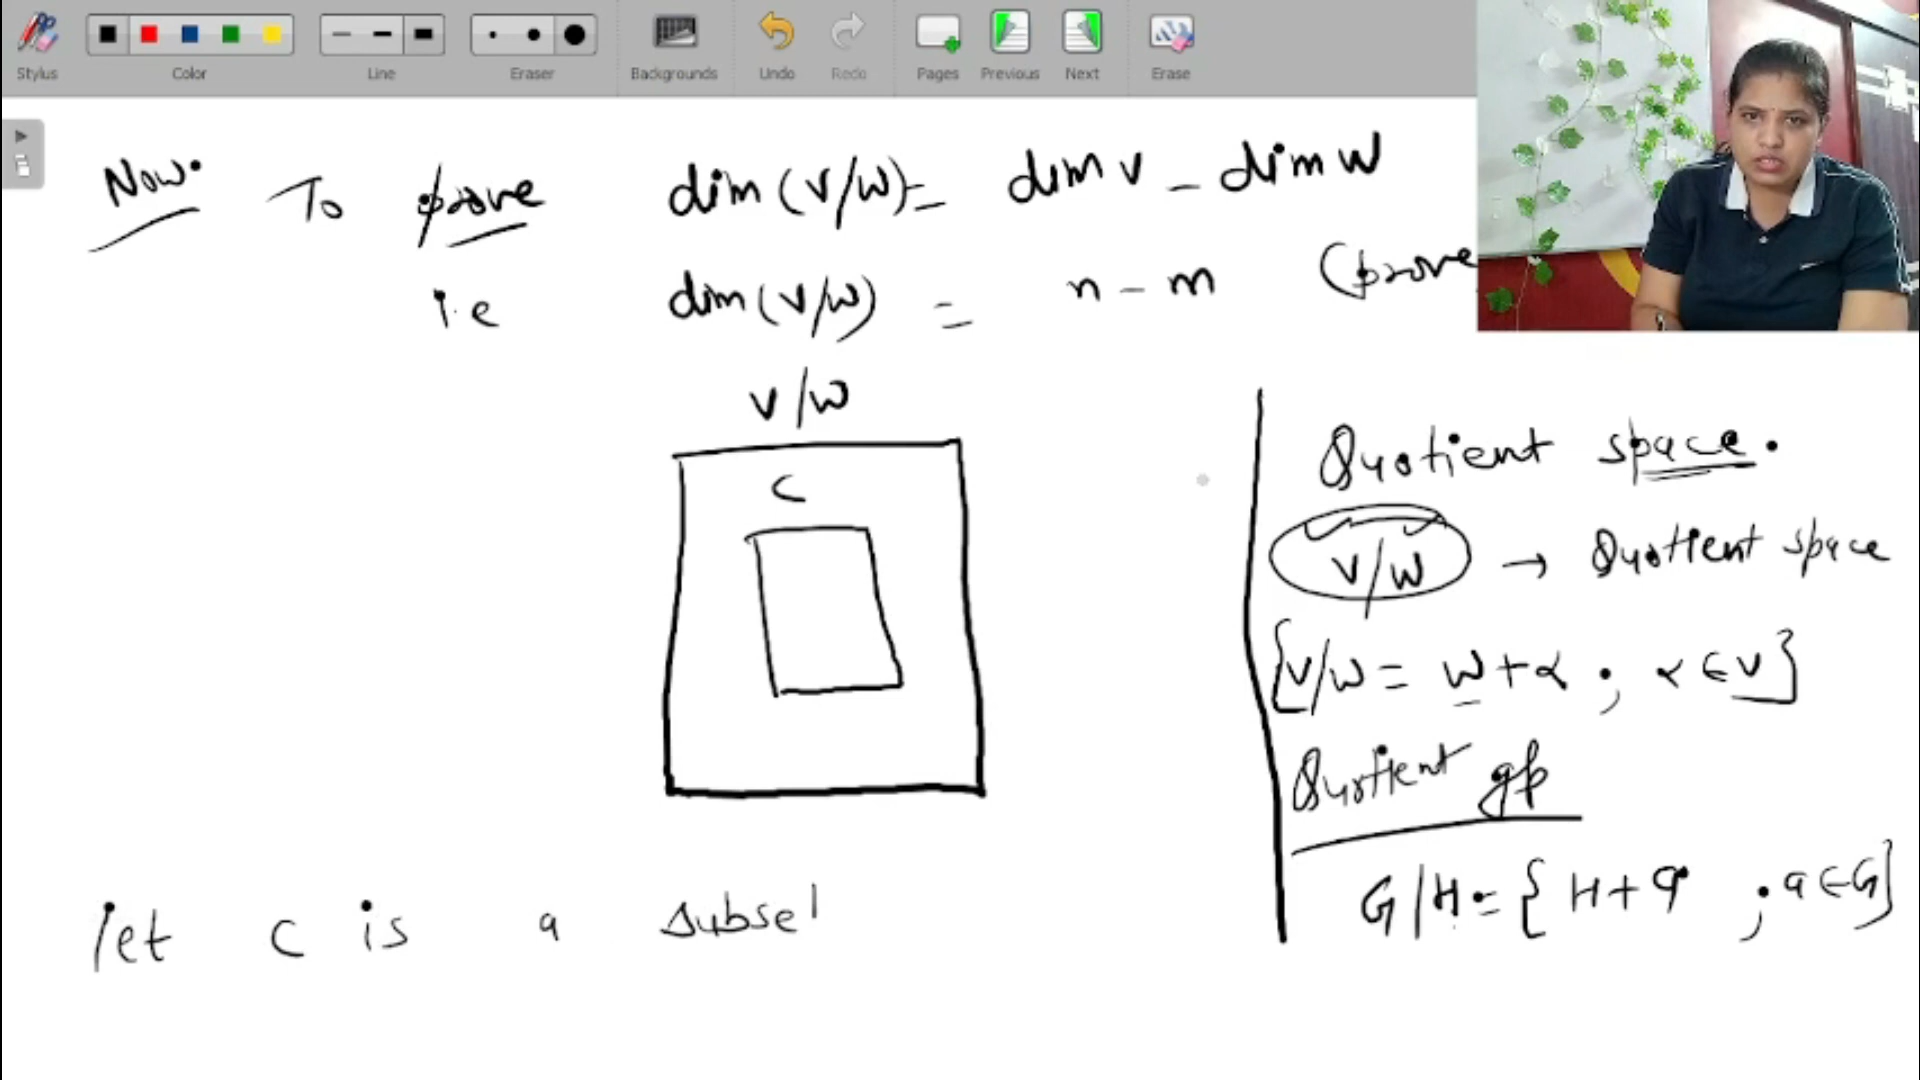 Stylus
Color
Line
Eraser
Backgrounds
Undo
Redo
Pages
Previous
Next
Erase
Now. To prove dim(V/W) = dim V - dim W
i.e dim(V/W) = n - m (prove
V/W
C
Quotient space.
V/W → Quotient space
{V/W = W+α ; α ∈ V}
Quotient gp
G/H = {H+a ; a ∈ G}
let C is a subset